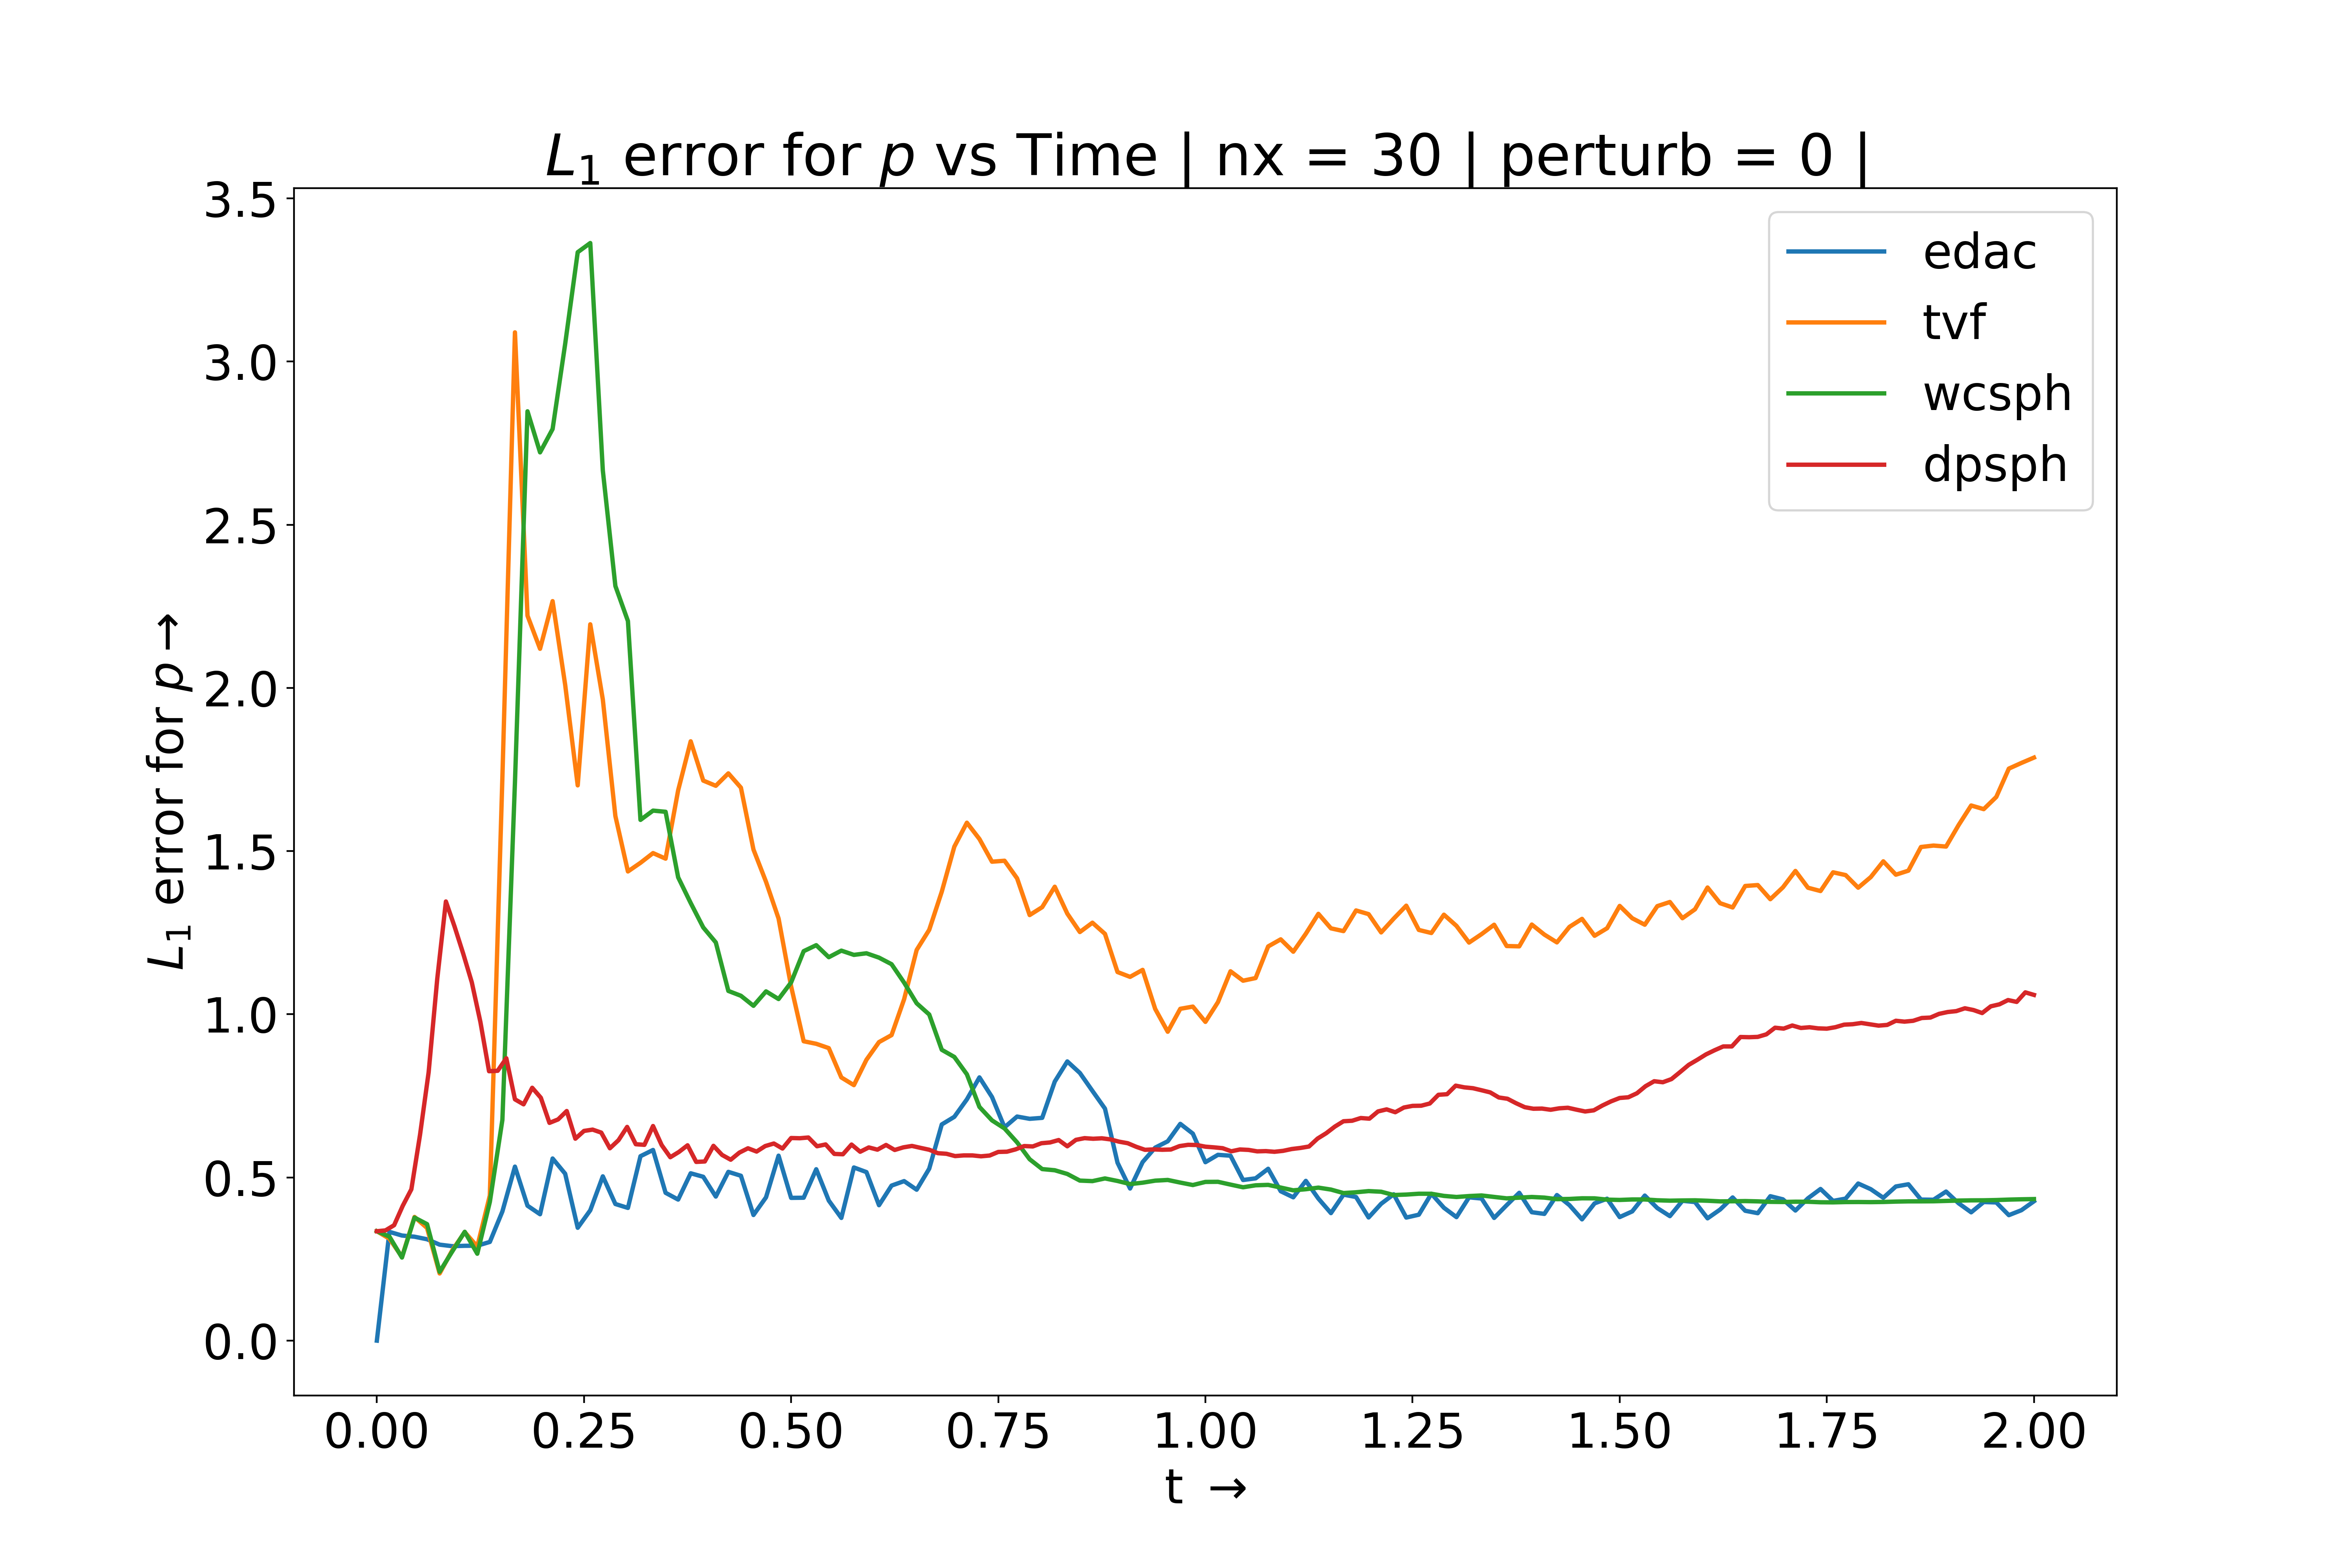 L1 error for p vs Time | nx = 30 | perturb = 0 |
3.5
3.0
2.5
2.0
1.5
1.0
0.5
0.0
L1 error for p→
edac
tvf
wcsph
dpsph
0.00 0.25 0.50 0.75 1.00 1.25 1.50 1.75 2.00
t →